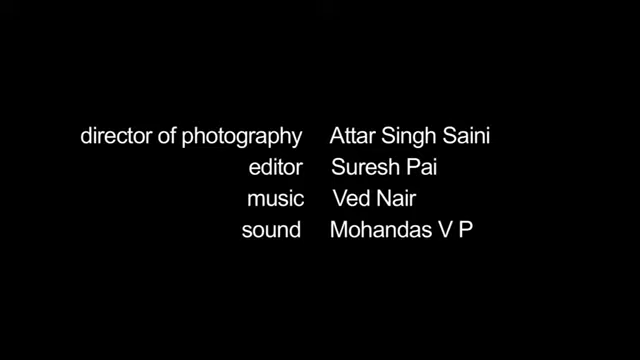 director of photography Attar Singh Saini
editor Suresh Pai
music Ved Nair
sound Mohandas V P